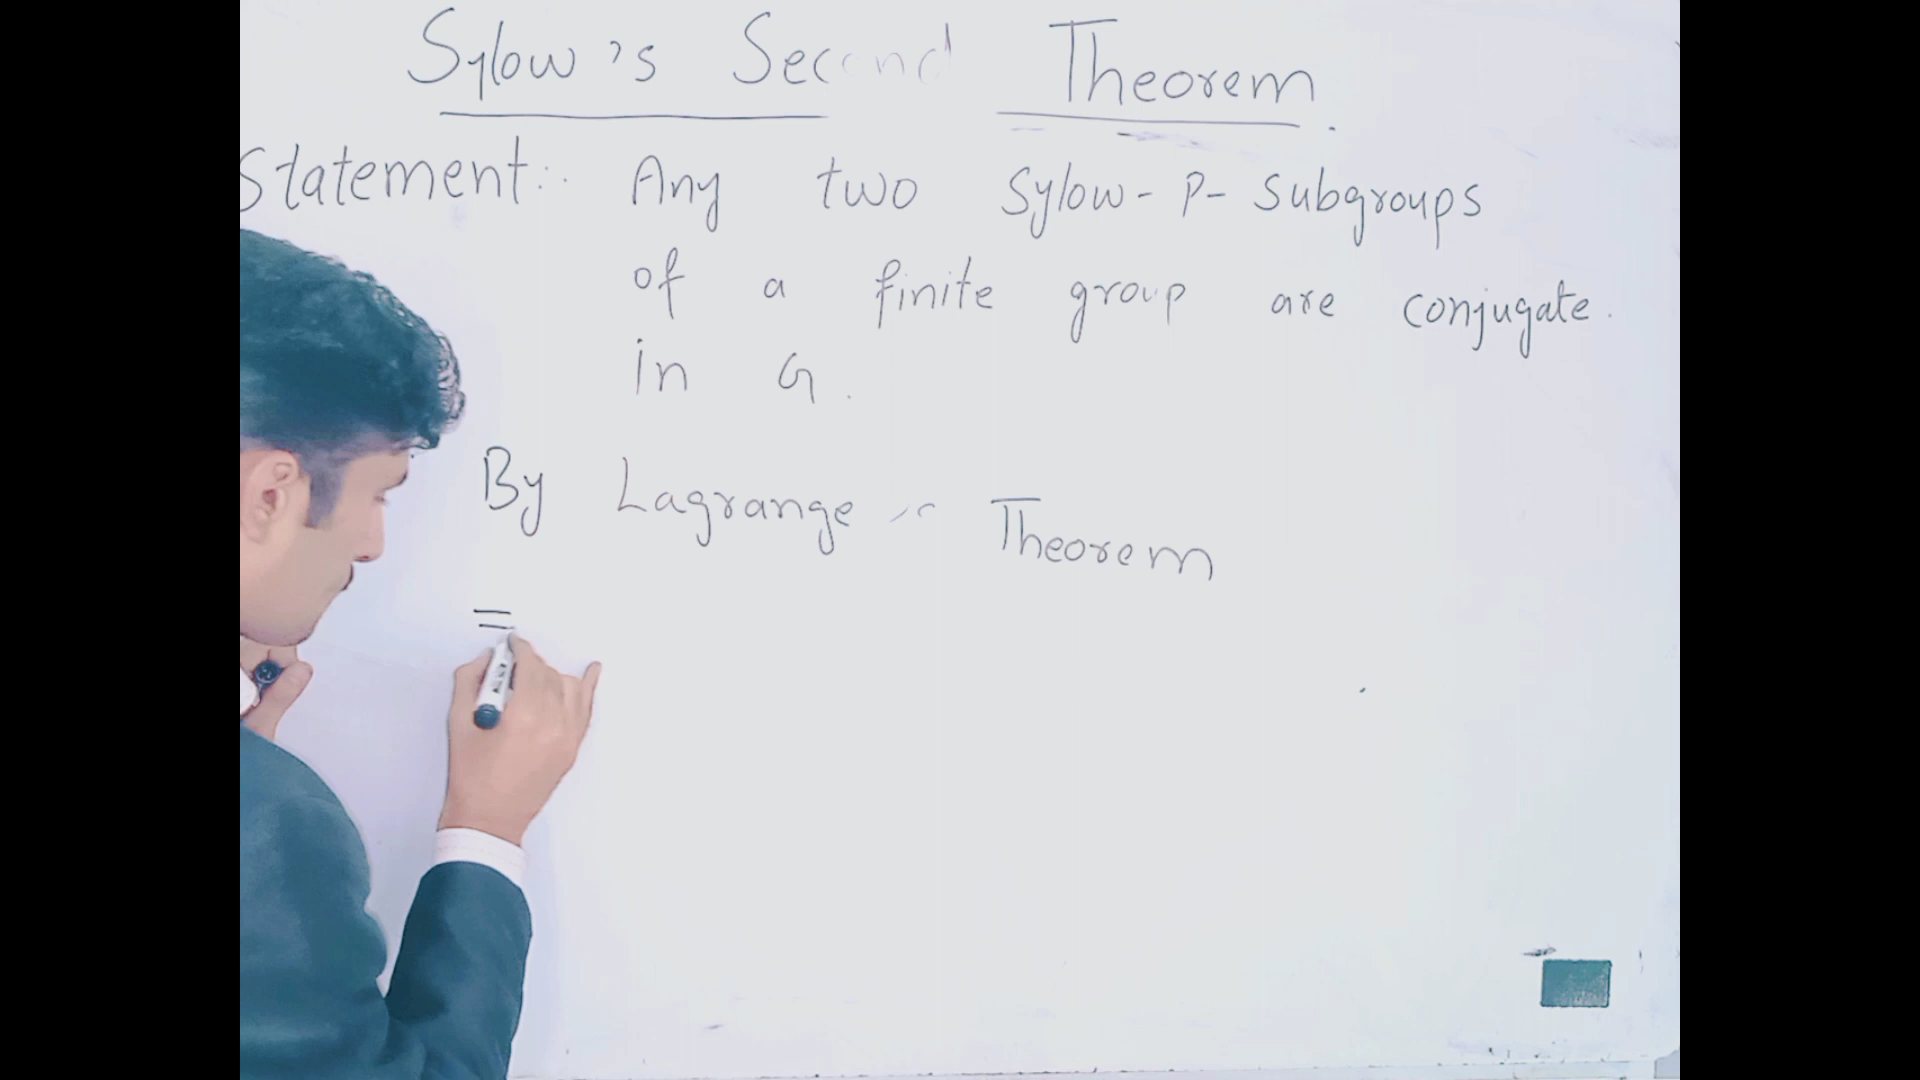 Sylow's Second Theorem.
Statement:. Any two Sylow-P-Subgroups
of a finite group are conjugate.
in G.
By Lagrange Theorem
=